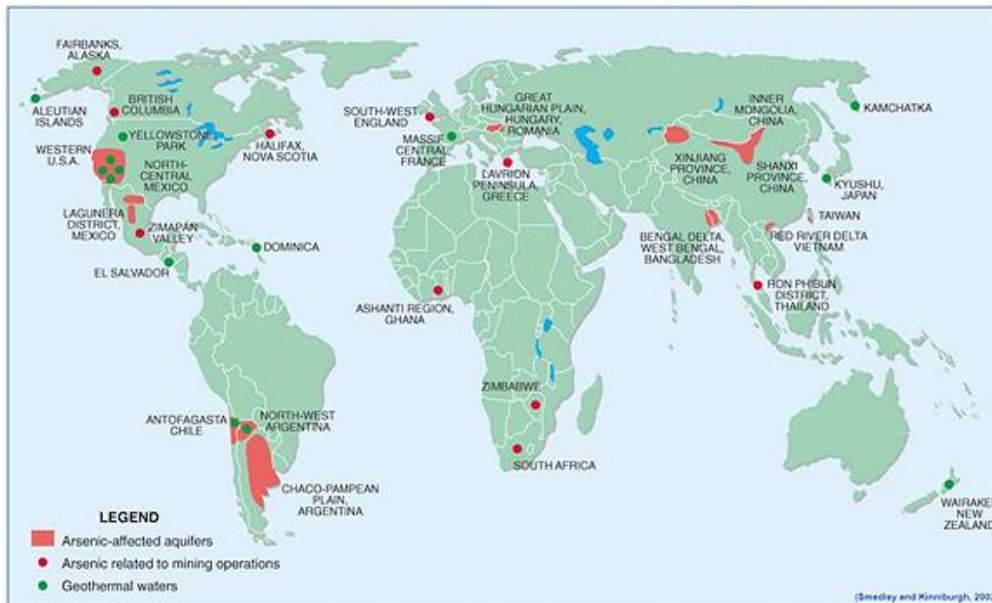 FAIRBANKS,
ALASKA
ALEUTIAN
ISLANDS
BRITISH
COLUMBIA
YELLOWSTONE
PARK
HALIFAX,
NOVA SCOTIA
WESTERN
U.S.A.
NORTH-
CENTRAL
MEXICO
LAGUNERA
DISTRICT,
MEXICO
ZIMAPAN
VALLEY
EL SALVADOR
DOMINICA
SOUTH-WEST
ENGLAND
MASSIF
CENTRAL
FRANCE
GREAT
HUNGARIAN PLAIN,
HUNGARY,
ROMANIA
LAVRION
PENINSULA,
GREECE
INNER
MONGOLIA,
CHINA
KAMCHATKA
XINJIANG
PROVINCE,
CHINA
SHANXI
PROVINCE,
CHINA
KYUSHU,
JAPAN
TAIWAN
BENGAL DELTA,
WEST BENGAL,
BANGLADESH
RED RIVER DELTA
VIETNAM
RON PHIBUN
DISTRICT,
THAILAND
ASHANTI REGION,
GHANA
ZIMBABWE
SOUTH AFRICA
ANTOFAGASTA
CHILE
NORTH-WEST
ARGENTINA
CHACO-PAMPEAN
PLAIN,
ARGENTINA
NEW
ZEALAND
LEGEND
Arsenic-affected aquifers
Arsenic related to mining operations
Geothermal waters
(Smedley and Kinniburgh,